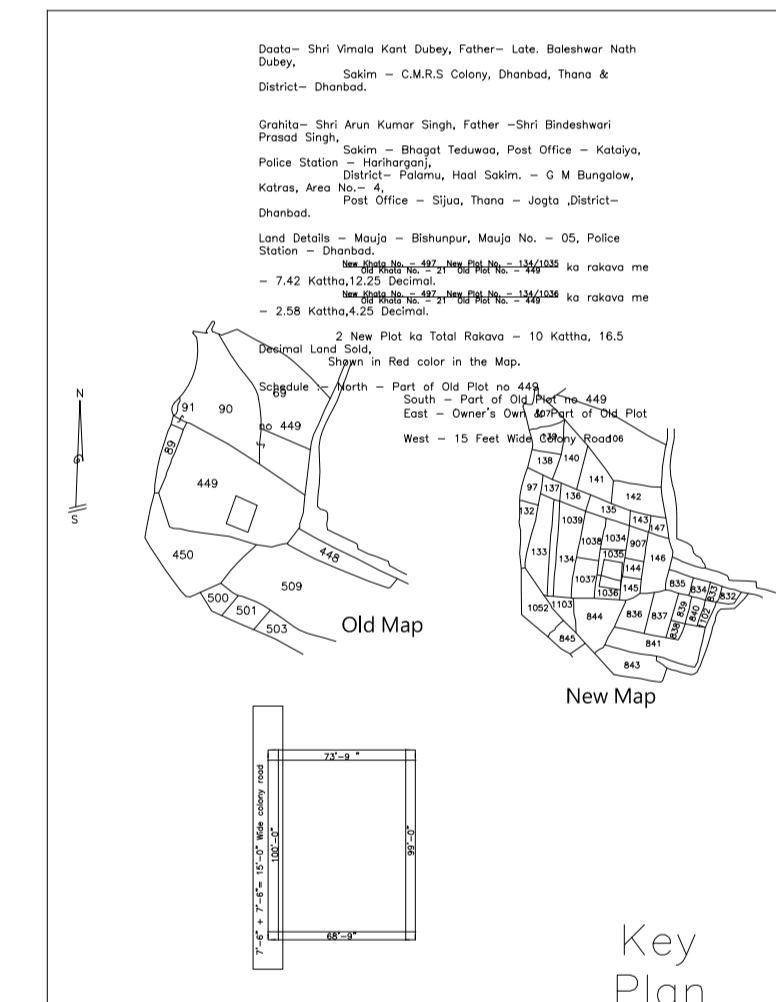 Daata– Shri Vimala Kant Dubey, Father– Late. Baleshwar Nath
Dubey,
Sakim – C.M.R.S Colony, Dhanbad, Thana &
District– Dhanbad.
Grahita– Shri Arun Kumar Singh, Father –Shri Bindeshwari
Prasad Singh,
Sakim – Bhagat Teduwaa, Post Office – Kataiya,
Police Station – Hariharganj,
District– Palamu, Haal Sakim. – G M Bungalow,
Katras, Area No.– 4,
Post Office – Sijua, Thana – Jogta ,District–
Dhanbad.
Land Details – Mauja – Bishunpur, Mauja No. – 05, Police
Station – Dhanbad.
New Khata No. – 497 New Plot No. – 134/1035
Old Khata No. – 21 Old Plot No. – 449
ka rakava me
– 7.42 Kattha,12.25 Decimal.
New Khata No. – 497 New Plot No. – 134/1036
Old Khata No. – 21 Old Plot No. – 449
ka rakava me
– 2.58 Kattha,4.25 Decimal.
2 New Plot ka Total Rakava – 10 Kattha, 16.5
Decimal Land Sold,
Shown in Red color in the Map.
Schedule :– North – Part of Old Plot no 449
South – Part of Old Plot no 449
East – Owner's Own & Part of Old Plot
no 449
West – 15 Feet Wide Colony Road
N
S
69
91
90
89
449
450
448
509
500
501
503
Old Map
907
06
139
138
140
141
142
97
137
136
135
132
143
147
1039
133
134
1038
1034
907
1035
146
144
1037
1036
145
835
834
833
832
1052
1103
844
836
837
838
839
840
1102
845
841
843
New Map
73'–9 "
100'–0"
99'–0"
68'–9"
7'–6" + 7'–6"= 15'–0" Wide colony road
Key
Plan